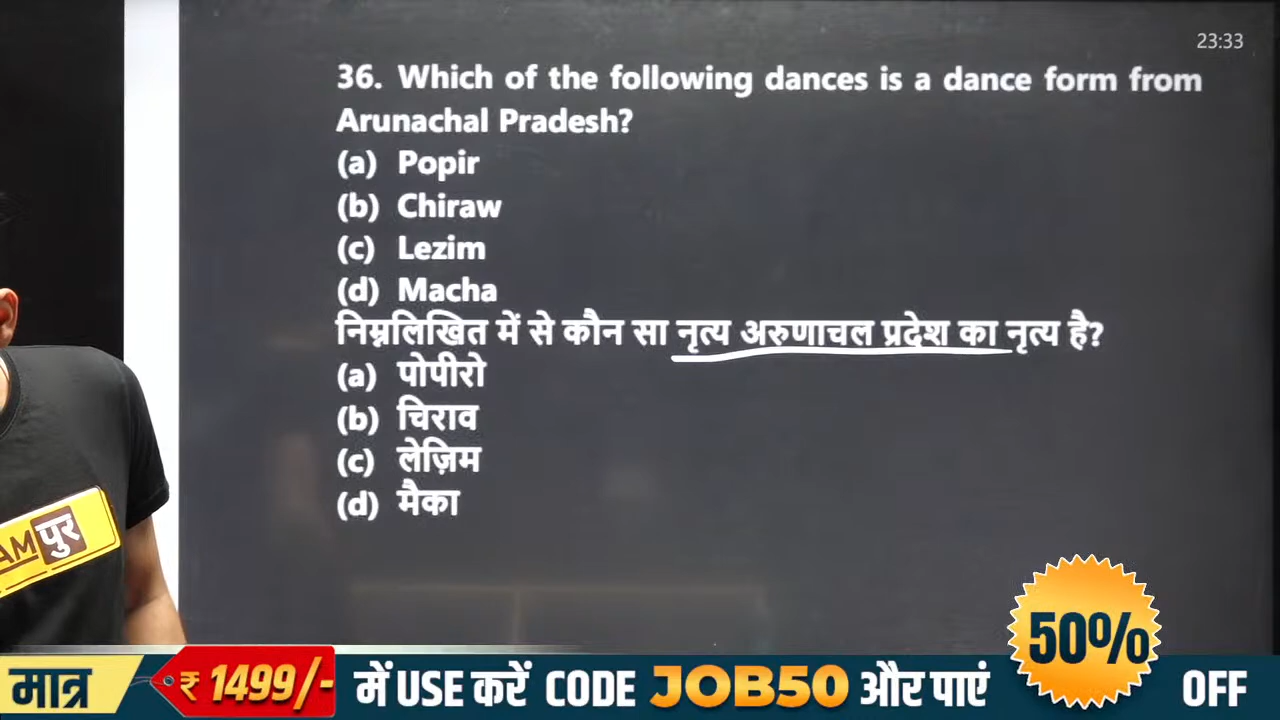 23:33
36. Which of the following dances is a dance form from
Arunachal Pradesh?
(a) Popir
(b) Chiraw
(c) Lezim
(d) Macha
निम्नलिखित में से कौन सा नृत्य अरुणाचल प्रदेश का नृत्य है?
(a) पोपीरो
(b) चिराव
(c) लेज़िम
(d) मैका
AMपुर
मात्र ₹ 1499/- में USE करें CODE JOB50 और पाएं 50% OFF